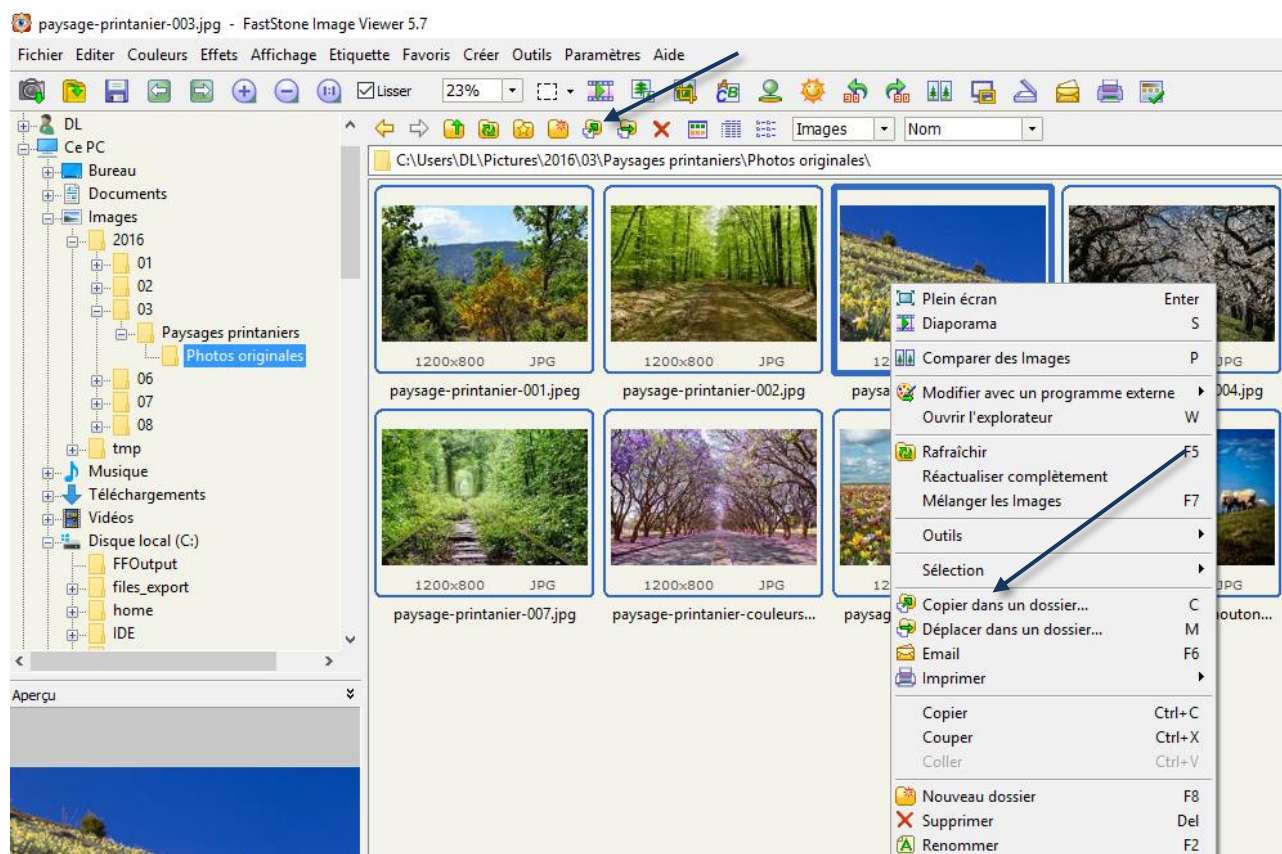 paysage-printanier-003.jpg - FastStone Image Viewer 5.7
Fichier Editer Couleurs Effets Affichage Etiquette Favoris Créer Outils Paramètres Aide
Lisser 23%
Images Nom
C:\Users\DL\Pictures\2016\03\Paysages printaniers\Photos originales\
DL
Ce PC
Bureau
Documents
Images
2016
01
02
03
Paysages printaniers
Photos originales
06
07
08
tmp
Musique
Téléchargements
Vidéos
Disque local (C:)
FFOutput
files_export
home
IDE
Aperçu
1200x800 JPG
paysage-printanier-001.jpeg
1200x800 JPG
paysage-printanier-002.jpg
12
paysa
JPG
004.jpg
1200x800 JPG
paysage-printanier-007.jpg
1200x800 JPG
paysage-printanier-couleurs...
12
paysag
JPG
outon...
Plein écran Enter
Diaporama S
Comparer des Images P
Modifier avec un programme externe
Ouvrir l'explorateur W
Rafraîchir F5
Réactualiser complètement
Mélanger les Images F7
Outils
Sélection
Copier dans un dossier... C
Déplacer dans un dossier... M
Email F6
Imprimer
Copier Ctrl+C
Couper Ctrl+X
Coller Ctrl+V
Nouveau dossier F8
Supprimer Del
Renommer F2